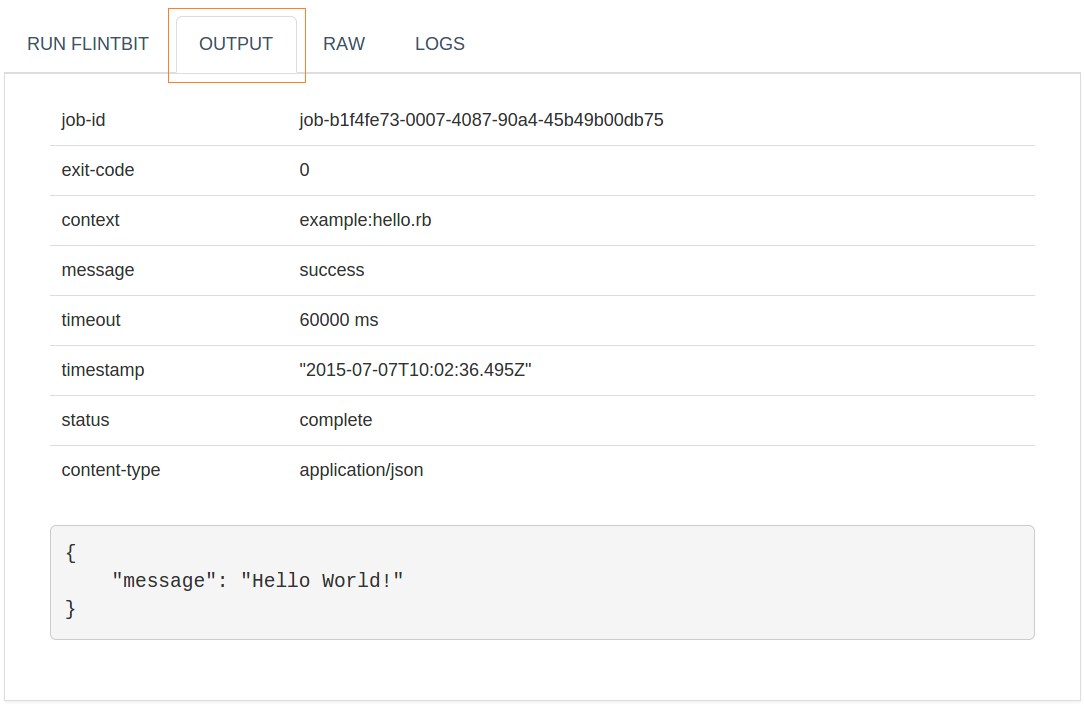 RUN FLINTBIT OUTPUT RAW LOGS
job-id job-b1f4fe73-0007-4087-90a4-45b49b00db75
exit-code 0
context example:hello.rb
message success
timeout 60000 ms
timestamp "2015-07-07T10:02:36.495Z"
status complete
content-type application/json
{
    "message": "Hello World!"
}